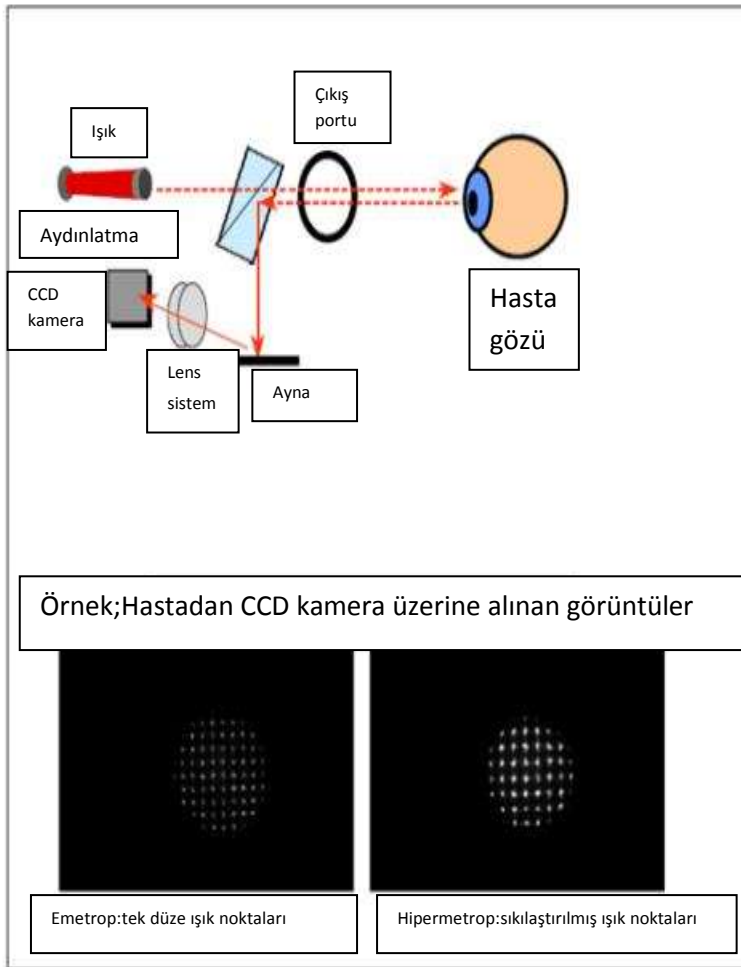 Işık
Çıkış
portu
Aydınlatma
CCD
kamera
Lens
sistem
Ayna
Hasta
gözü
Örnek;Hastadan CCD kamera üzerine alınan görüntüler
Emetrop:tek düze ışık noktaları
Hipermetrop:sıkılaştırılmış ışık noktaları